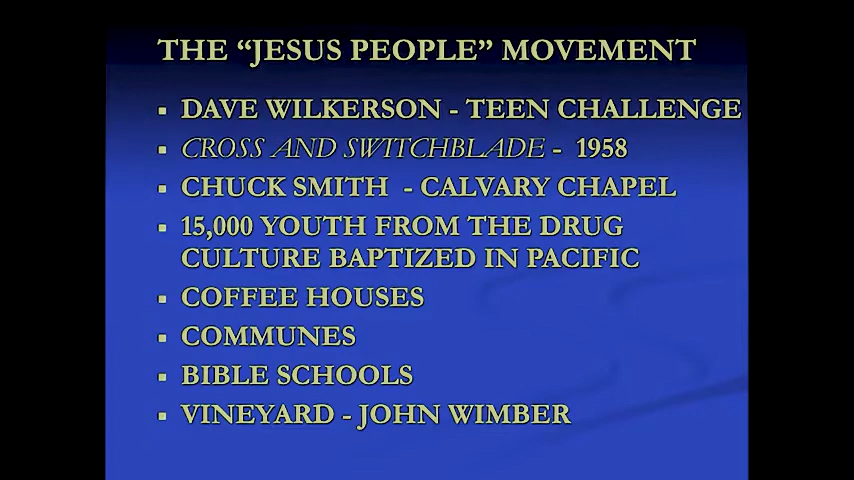 THE “JESUS PEOPLE” MOVEMENT
▪ DAVE WILKERSON - TEEN CHALLENGE
▪ CROSS AND SWITCHBLADE - 1958
▪ CHUCK SMITH - CALVARY CHAPEL
▪ 15,000 YOUTH FROM THE DRUG
CULTURE BAPTIZED IN PACIFIC
▪ COFFEE HOUSES
▪ COMMUNES
▪ BIBLE SCHOOLS
▪ VINEYARD - JOHN WIMBER